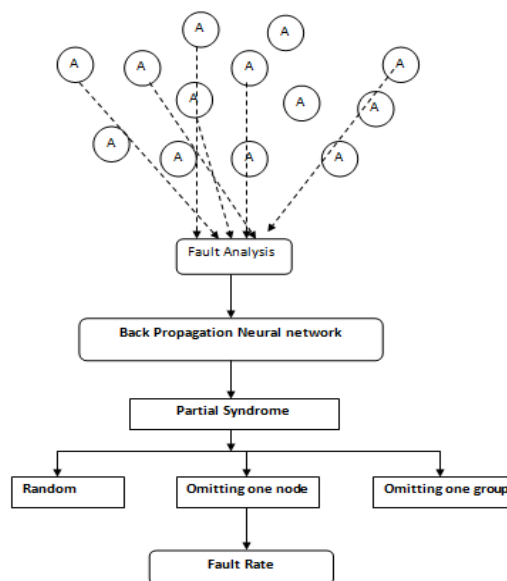 A A
A A A A
A A A
A A A A
Fault Analysis
Back Propagation Neural network
Partial Syndrome
Random Omitting one node Omitting one group
Fault Rate